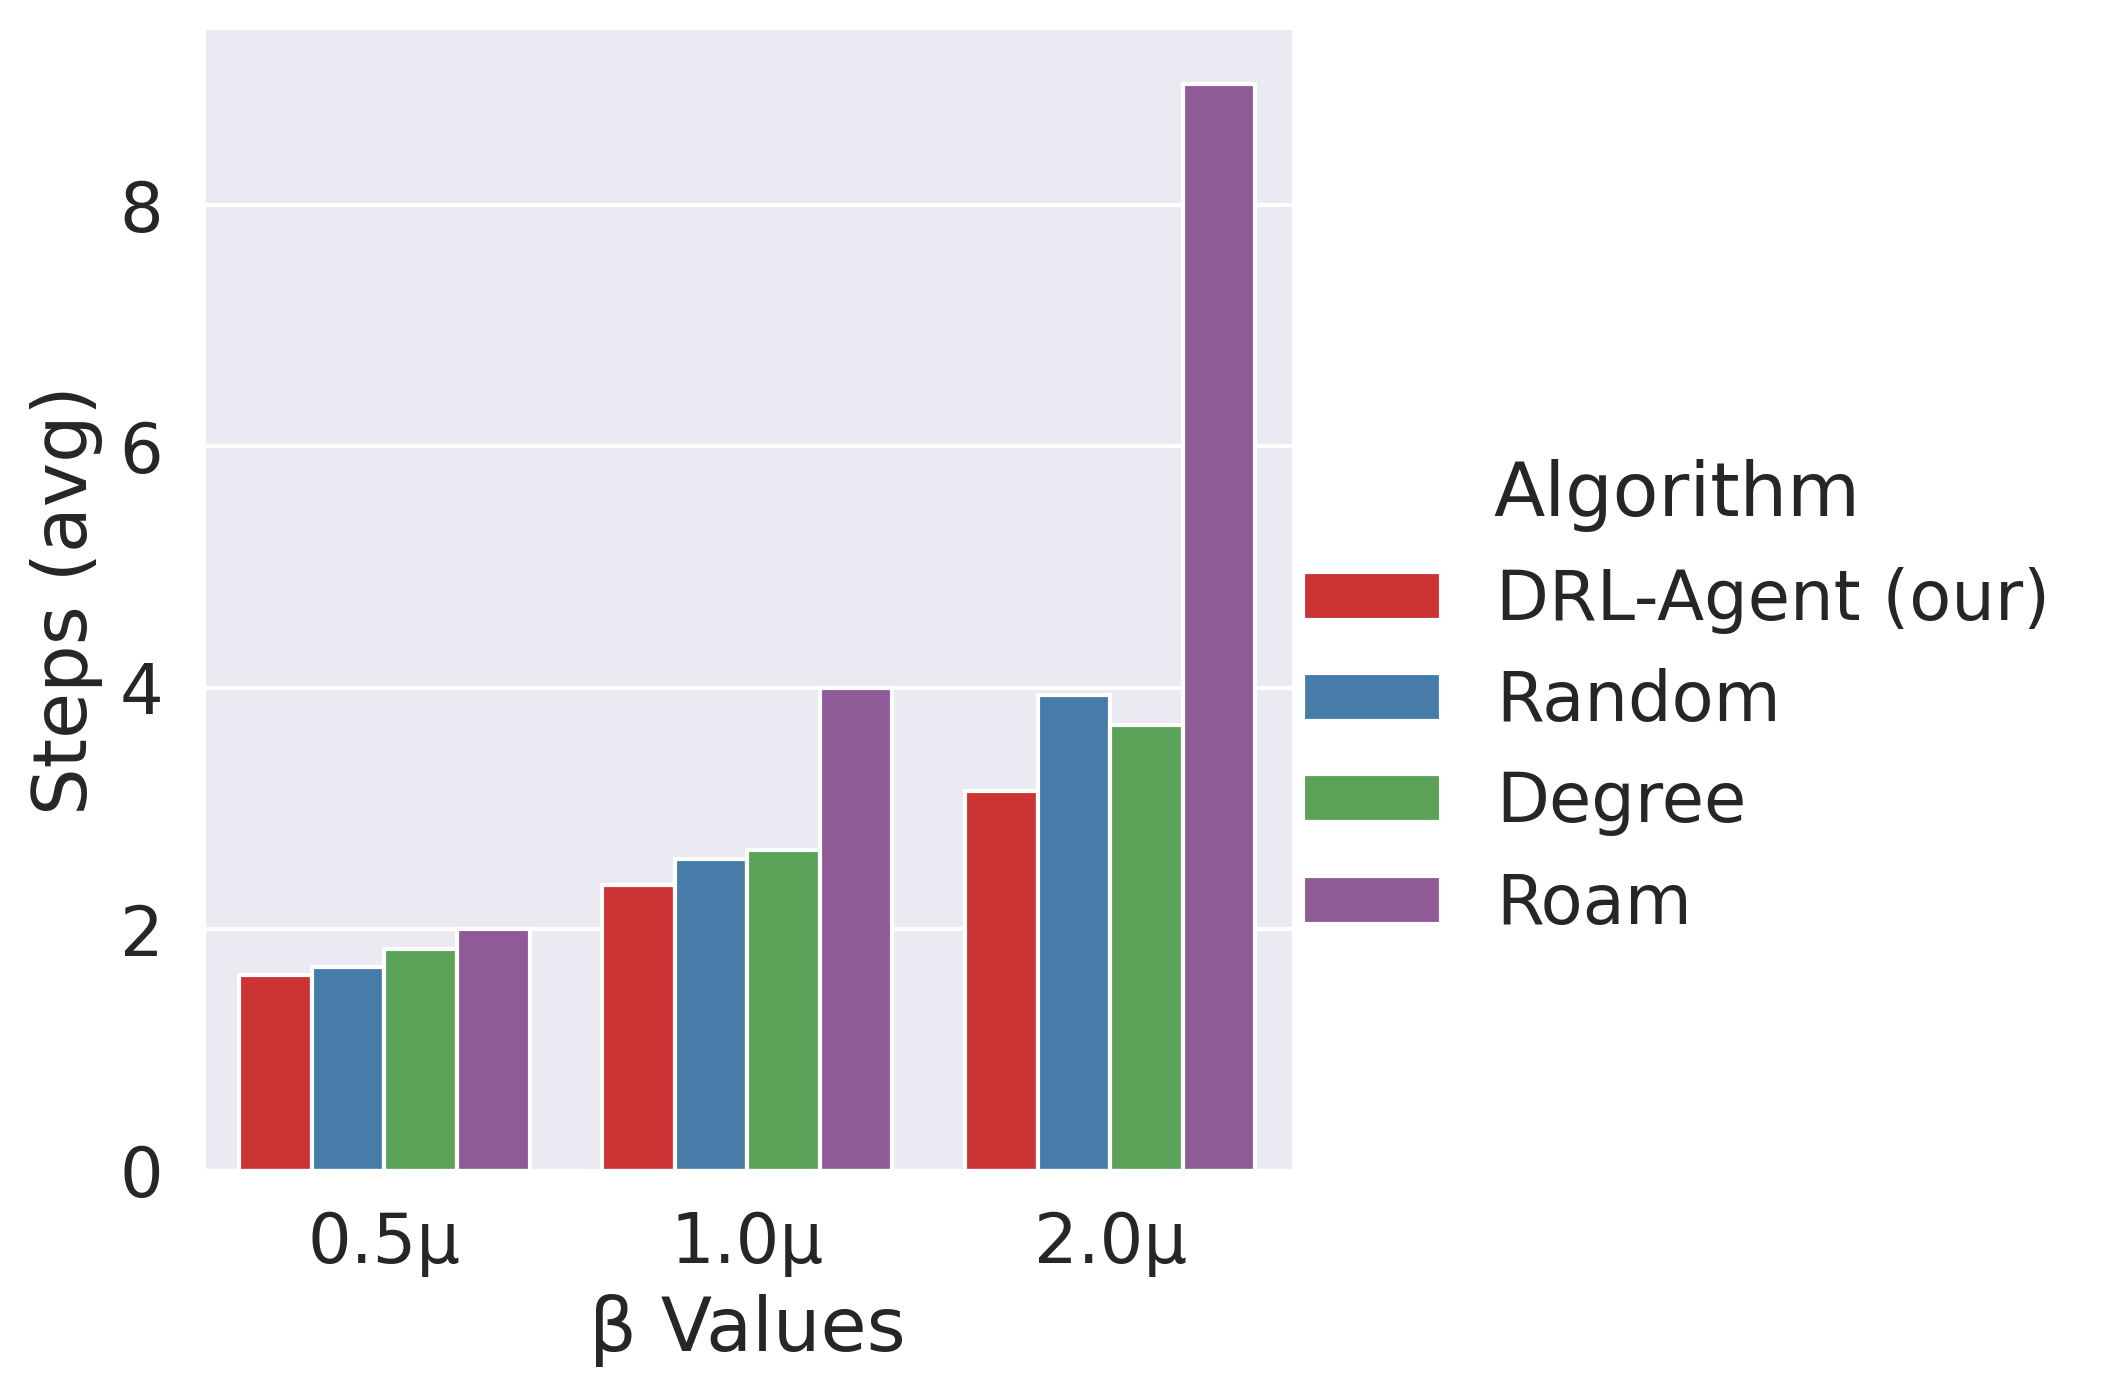 Steps (avg)
8
6
4
2
0
0.5μ 1.0μ 2.0μ
β Values
Algorithm
DRL-Agent (our)
Random
Degree
Roam